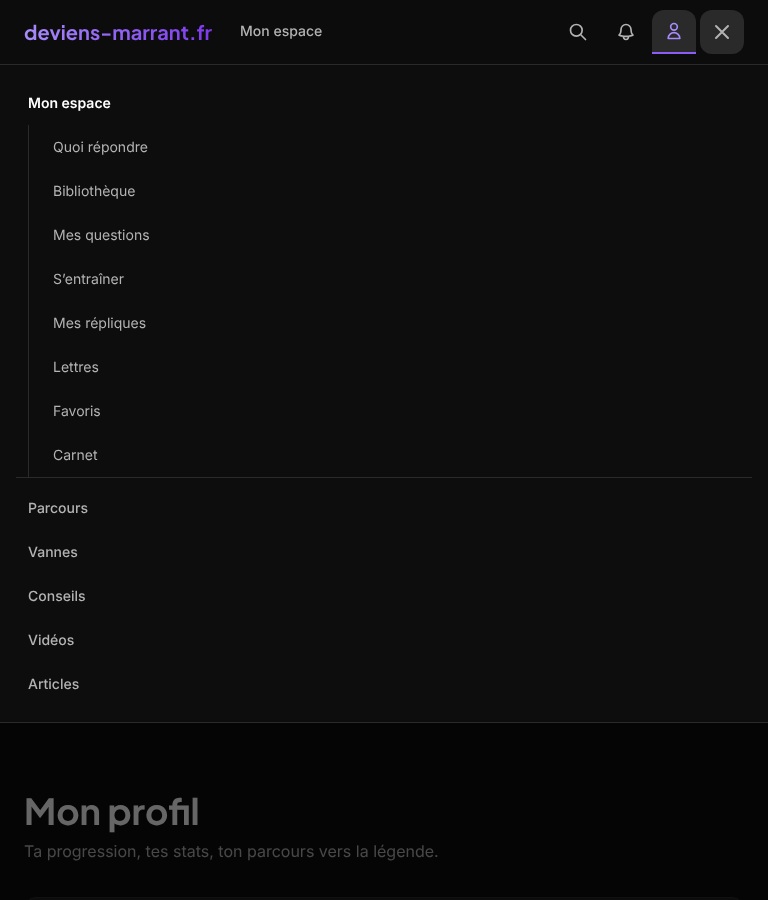 deviens-marrant.fr
Mon espace
Mon espace
Quoi répondre
Bibliothèque
Mes questions
S’entraîner
Mes répliques
Lettres
Favoris
Carnet
Parcours
Vannes
Conseils
Vidéos
Articles
Mon profil
Ta progression, tes stats, ton parcours vers la légende.